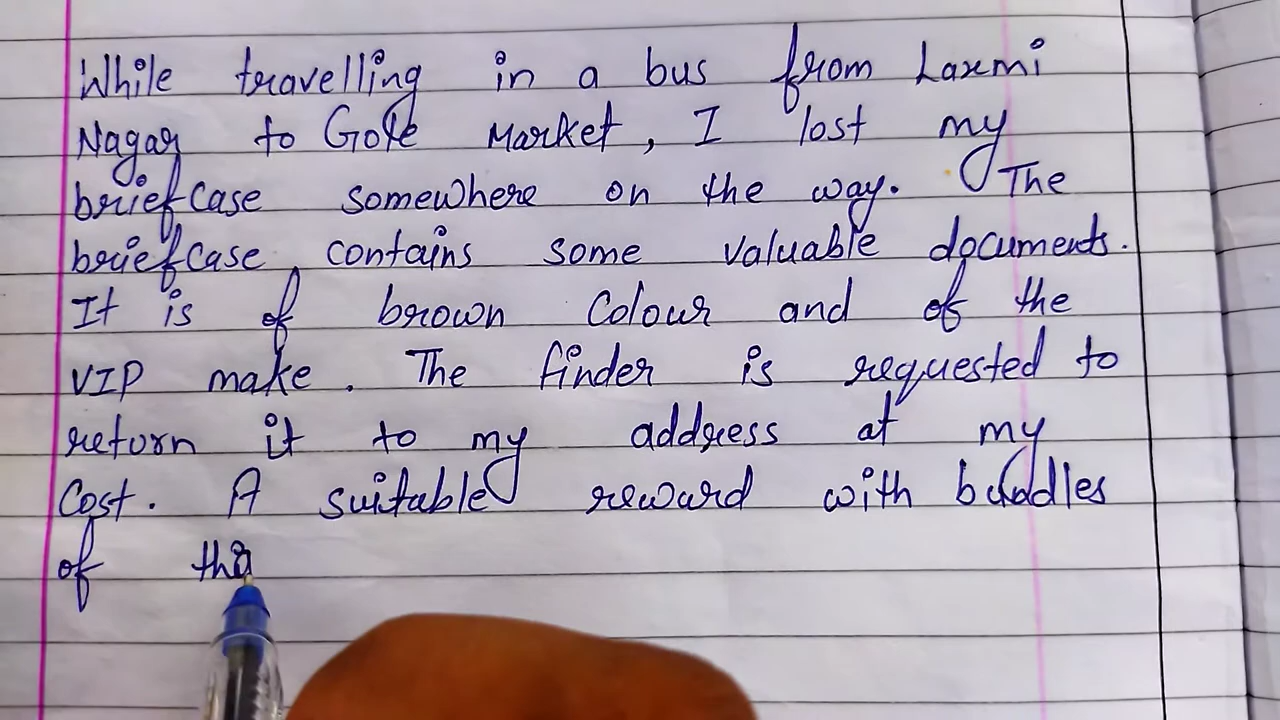 While travelling in a bus from Laxmi
Nagar to Gole Market, I lost my
briefcase somewhere on the way. The
briefcase contains some valuable documents.
It is of brown Colour and of the
VIP make. The finder is requested to
return it to my address at my
Cost. A suitable reward with
of